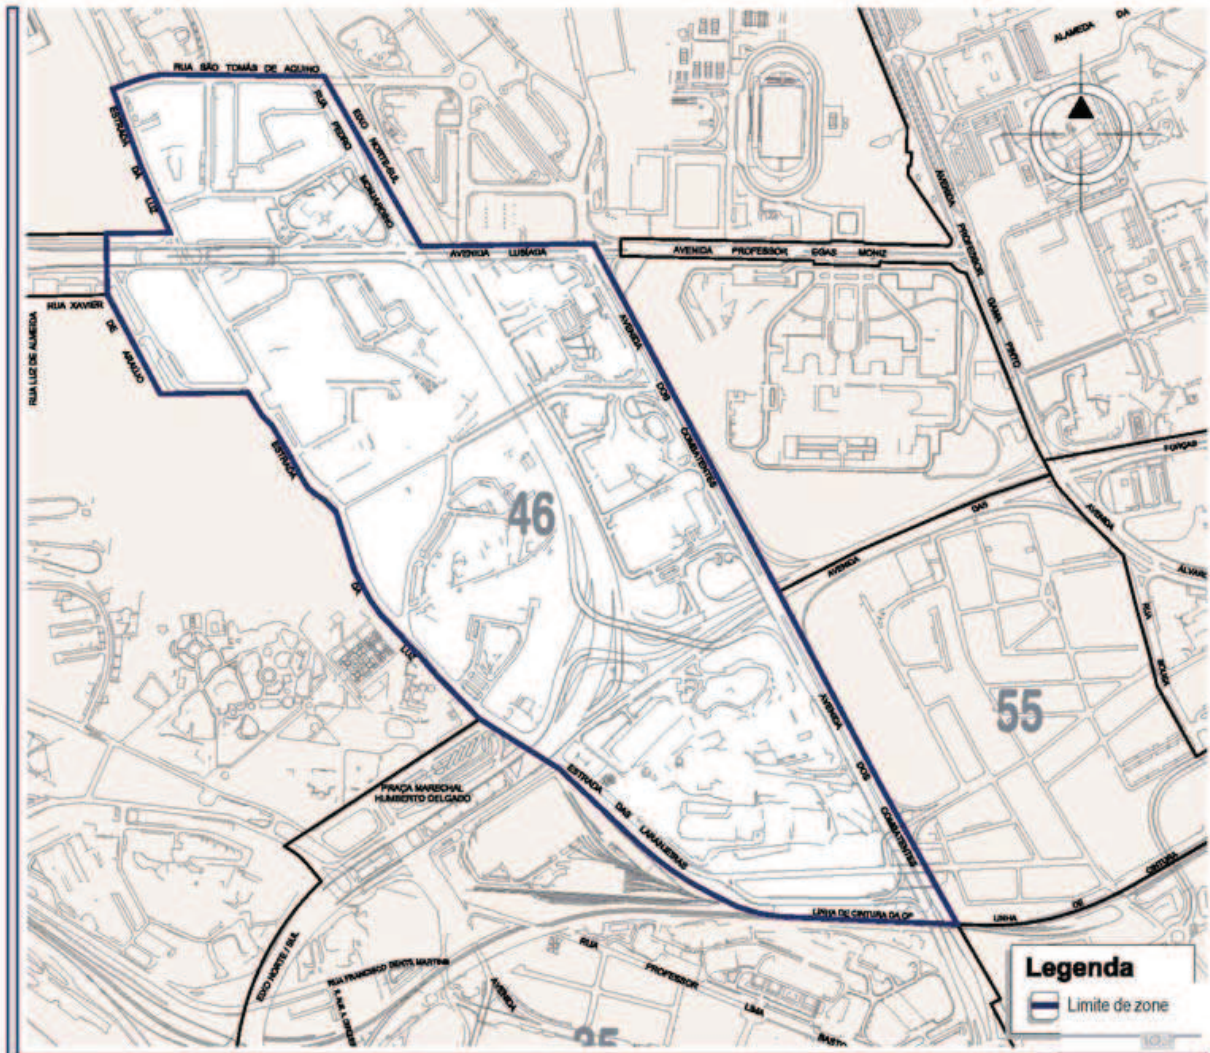 ALAMEDA DA
RUA SÃO TOMÁS DE AQUINO
ESTRADA DA LUZ
RUA PEDRO MONJARDINO
EIXO NORTE-SUL
AVENIDA LUSÍADA
AVENIDA PROFESSOR EGAS MONIZ
AVENIDA PROFESSOR GAMA PINTO
RUA XAVIER DE ARAÚJO
RUA LUZ DE ALMEIDA
AVENIDA DOS COMBATENTES
ESTRADA DA LUZ
46
FORÇAS
AVENIDA DAS
AVENIDA
ÁLVARE
RUA
55
AVENIDA DOS COMBATENTES
PRAÇA MARECHAL
HUMBERTO DELGADO
ESTRADA DAS LARANJEIRAS
LINHA DE CINTURA DA CP
LINHA DE CINTURA
EIXO NORTE / SUL
RUA FRANCISCO GENTIL MARTINS
AVENIDA
RUA PROFESSOR LIMA BASTO
35
Legenda
Limite de zone